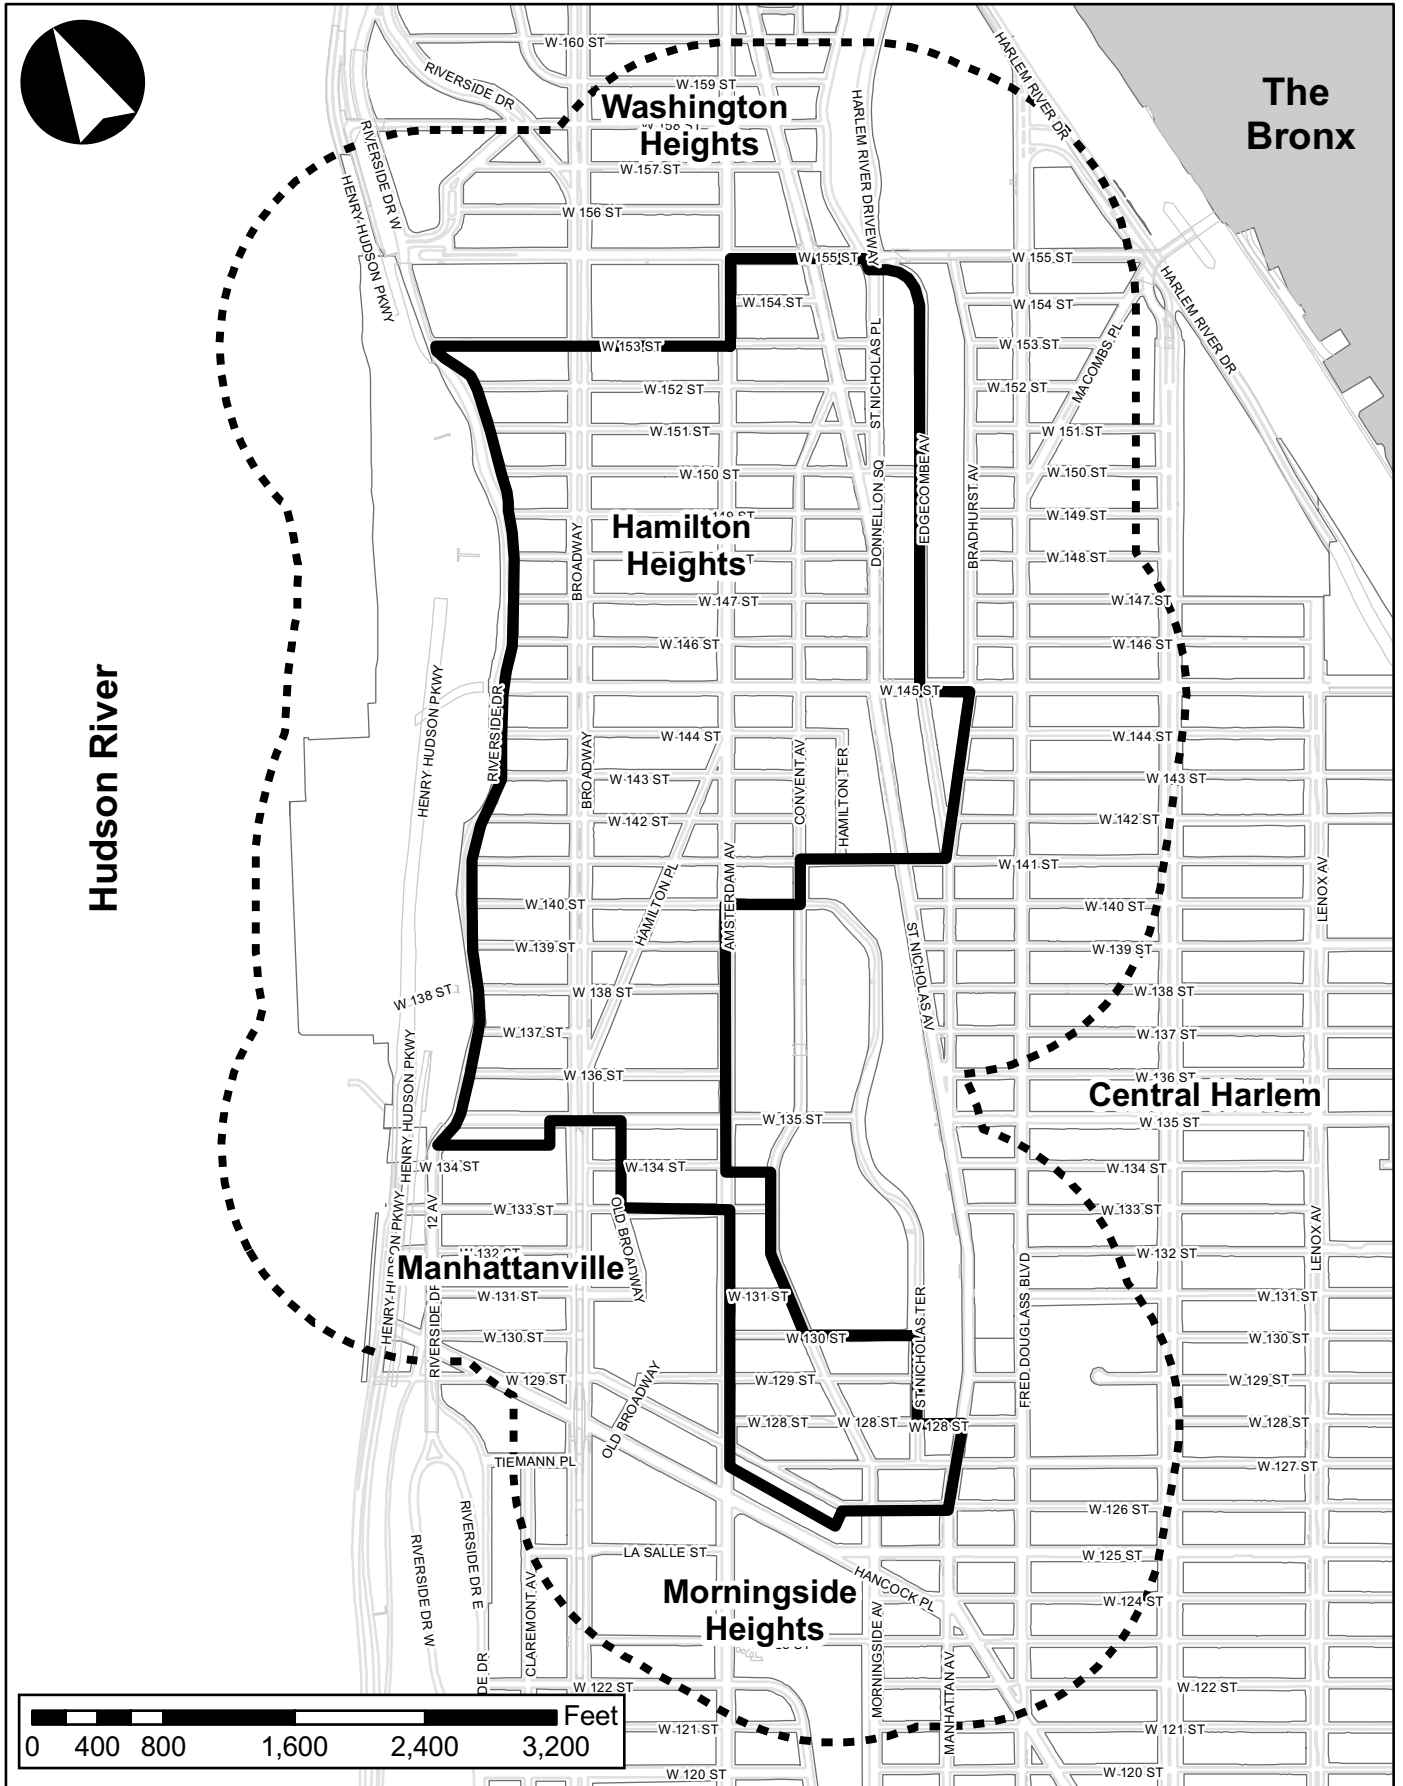 W 160 ST
RIVERSIDE DR
W 159 ST
HARLEM RIVER DR
The
Bronx
Washington
Heights
W 158 ST
HARLEM RIVER DR
RIVERSIDE DR W
HENRY HUDSON PKWY
HARLEM RIVER DRIVEWAY
W 157 ST
W 156 ST
W 155 ST
W 155 ST
HARLEM RIVER DR
W 154 ST
W 154 ST
W 153 ST
W 153 ST
ST NICHOLAS PL
MACOMBS PL
W 152 ST
W 152 ST
W 151 ST
W 151 ST
W 150 ST
W 150 ST
EDGECOMBE AV
BRADHURST AV
DONNELLON SQ
W 149 ST
W 149 ST
Hamilton
Heights
BROADWAY
W 148 ST
W 147 ST
W 147 ST
W 146 ST
W 146 ST
Hudson River
HENRY HUDSON PKWY
RIVERSIDE DR
W 145 ST
W 144 ST
W 144 ST
BROADWAY
CONVENT AV
HAMILTON TER
W 143 ST
W 143 ST
W 142 ST
W 142 ST
W 141 ST
HAMILTON PL
AMSTERDAM AV
LENOX AV
W 140 ST
W 140 ST
W 139 ST
W 139 ST
ST NICHOLAS AV
W 138 ST
W 138 ST
W 138 ST
W 137 ST
W 137 ST
HENRY HUDSON PKWY
W 136 ST
W 136 ST
Central Harlem
W 135 ST
W 135 ST
W 134 ST
W 134 ST
W 134 ST
HENRY HUDSON PKWY
12 AV
W 133 ST
W 133 ST
OLD BROADWAY
LENOX AV
W 132 ST
W 132 ST
Manhattanville
RIVERSIDE DR
W 131 ST
W 131 ST
W 131 ST
ST NICHOLAS TER
FRED DOUGLASS BLVD
W 130 ST
W 130 ST
W 130 ST
W 129 ST
W 129 ST
W 129 ST
OLD BROADWAY
W 128 ST
W 128 ST
W 128 ST
W 128 ST
TIEMANN PL
W 127 ST
RIVERSIDE DR E
RIVERSIDE DR W
W 126 ST
LA SALLE ST
W 125 ST
HANCOCK PL
CLAREMONT AV
Morningside
Heights
MORNINGSIDE AV
W 124 ST
MANHATTAN AV
W 122 ST
W 122 ST
W 121 ST
W 121 ST
W 120 ST
W 120 ST
Feet
0 400 800 1,600 2,400 3,200